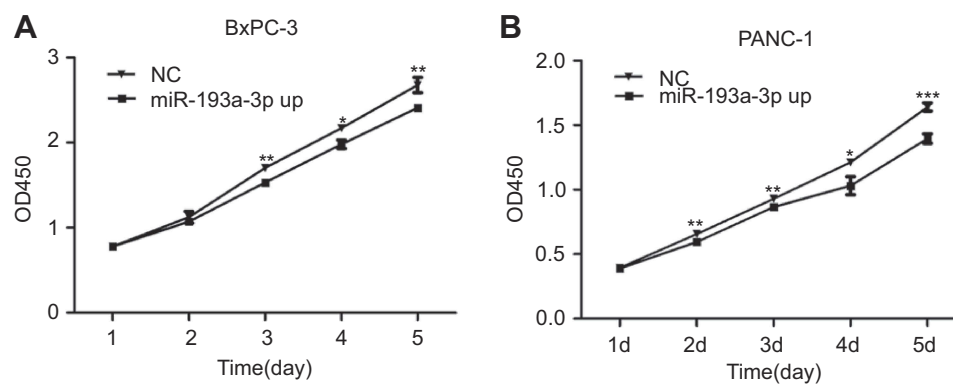 A
BxPC-3
3
2
1
0
OD450
NC
miR-193a-3p up
**
*
**
1 2 3 4 5
Time(day)
B
PANC-1
2.0
1.5
1.0
0.5
0.0
OD450
NC
miR-193a-3p up
**
**
*
***
1d 2d 3d 4d 5d
Time(day)